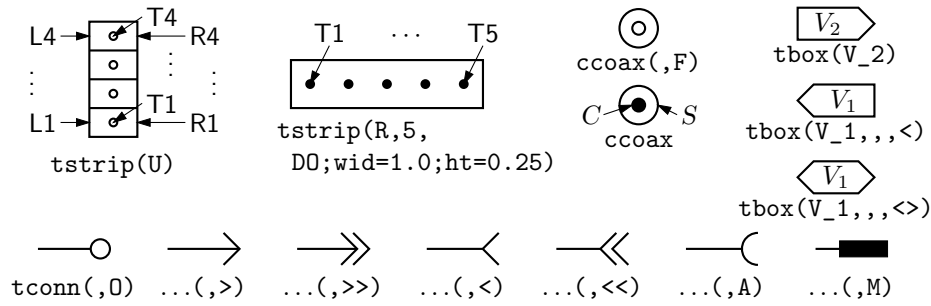 T4
L4 R4
⋮ ⋮
T1
L1 R1
tstrip(U)
T1 ··· T5
tstrip(R,5,
DO;wid=1.0;ht=0.25)
ccoax(,F)
C S
ccoax
V2
tbox(V_2)
V1
tbox(V_1,,,<)
V1
tbox(V_1,,,<>)
tconn(,O) ...(,>) ...(,>>) ...(,<) ...(,<<) ...(,A) ...(,M)